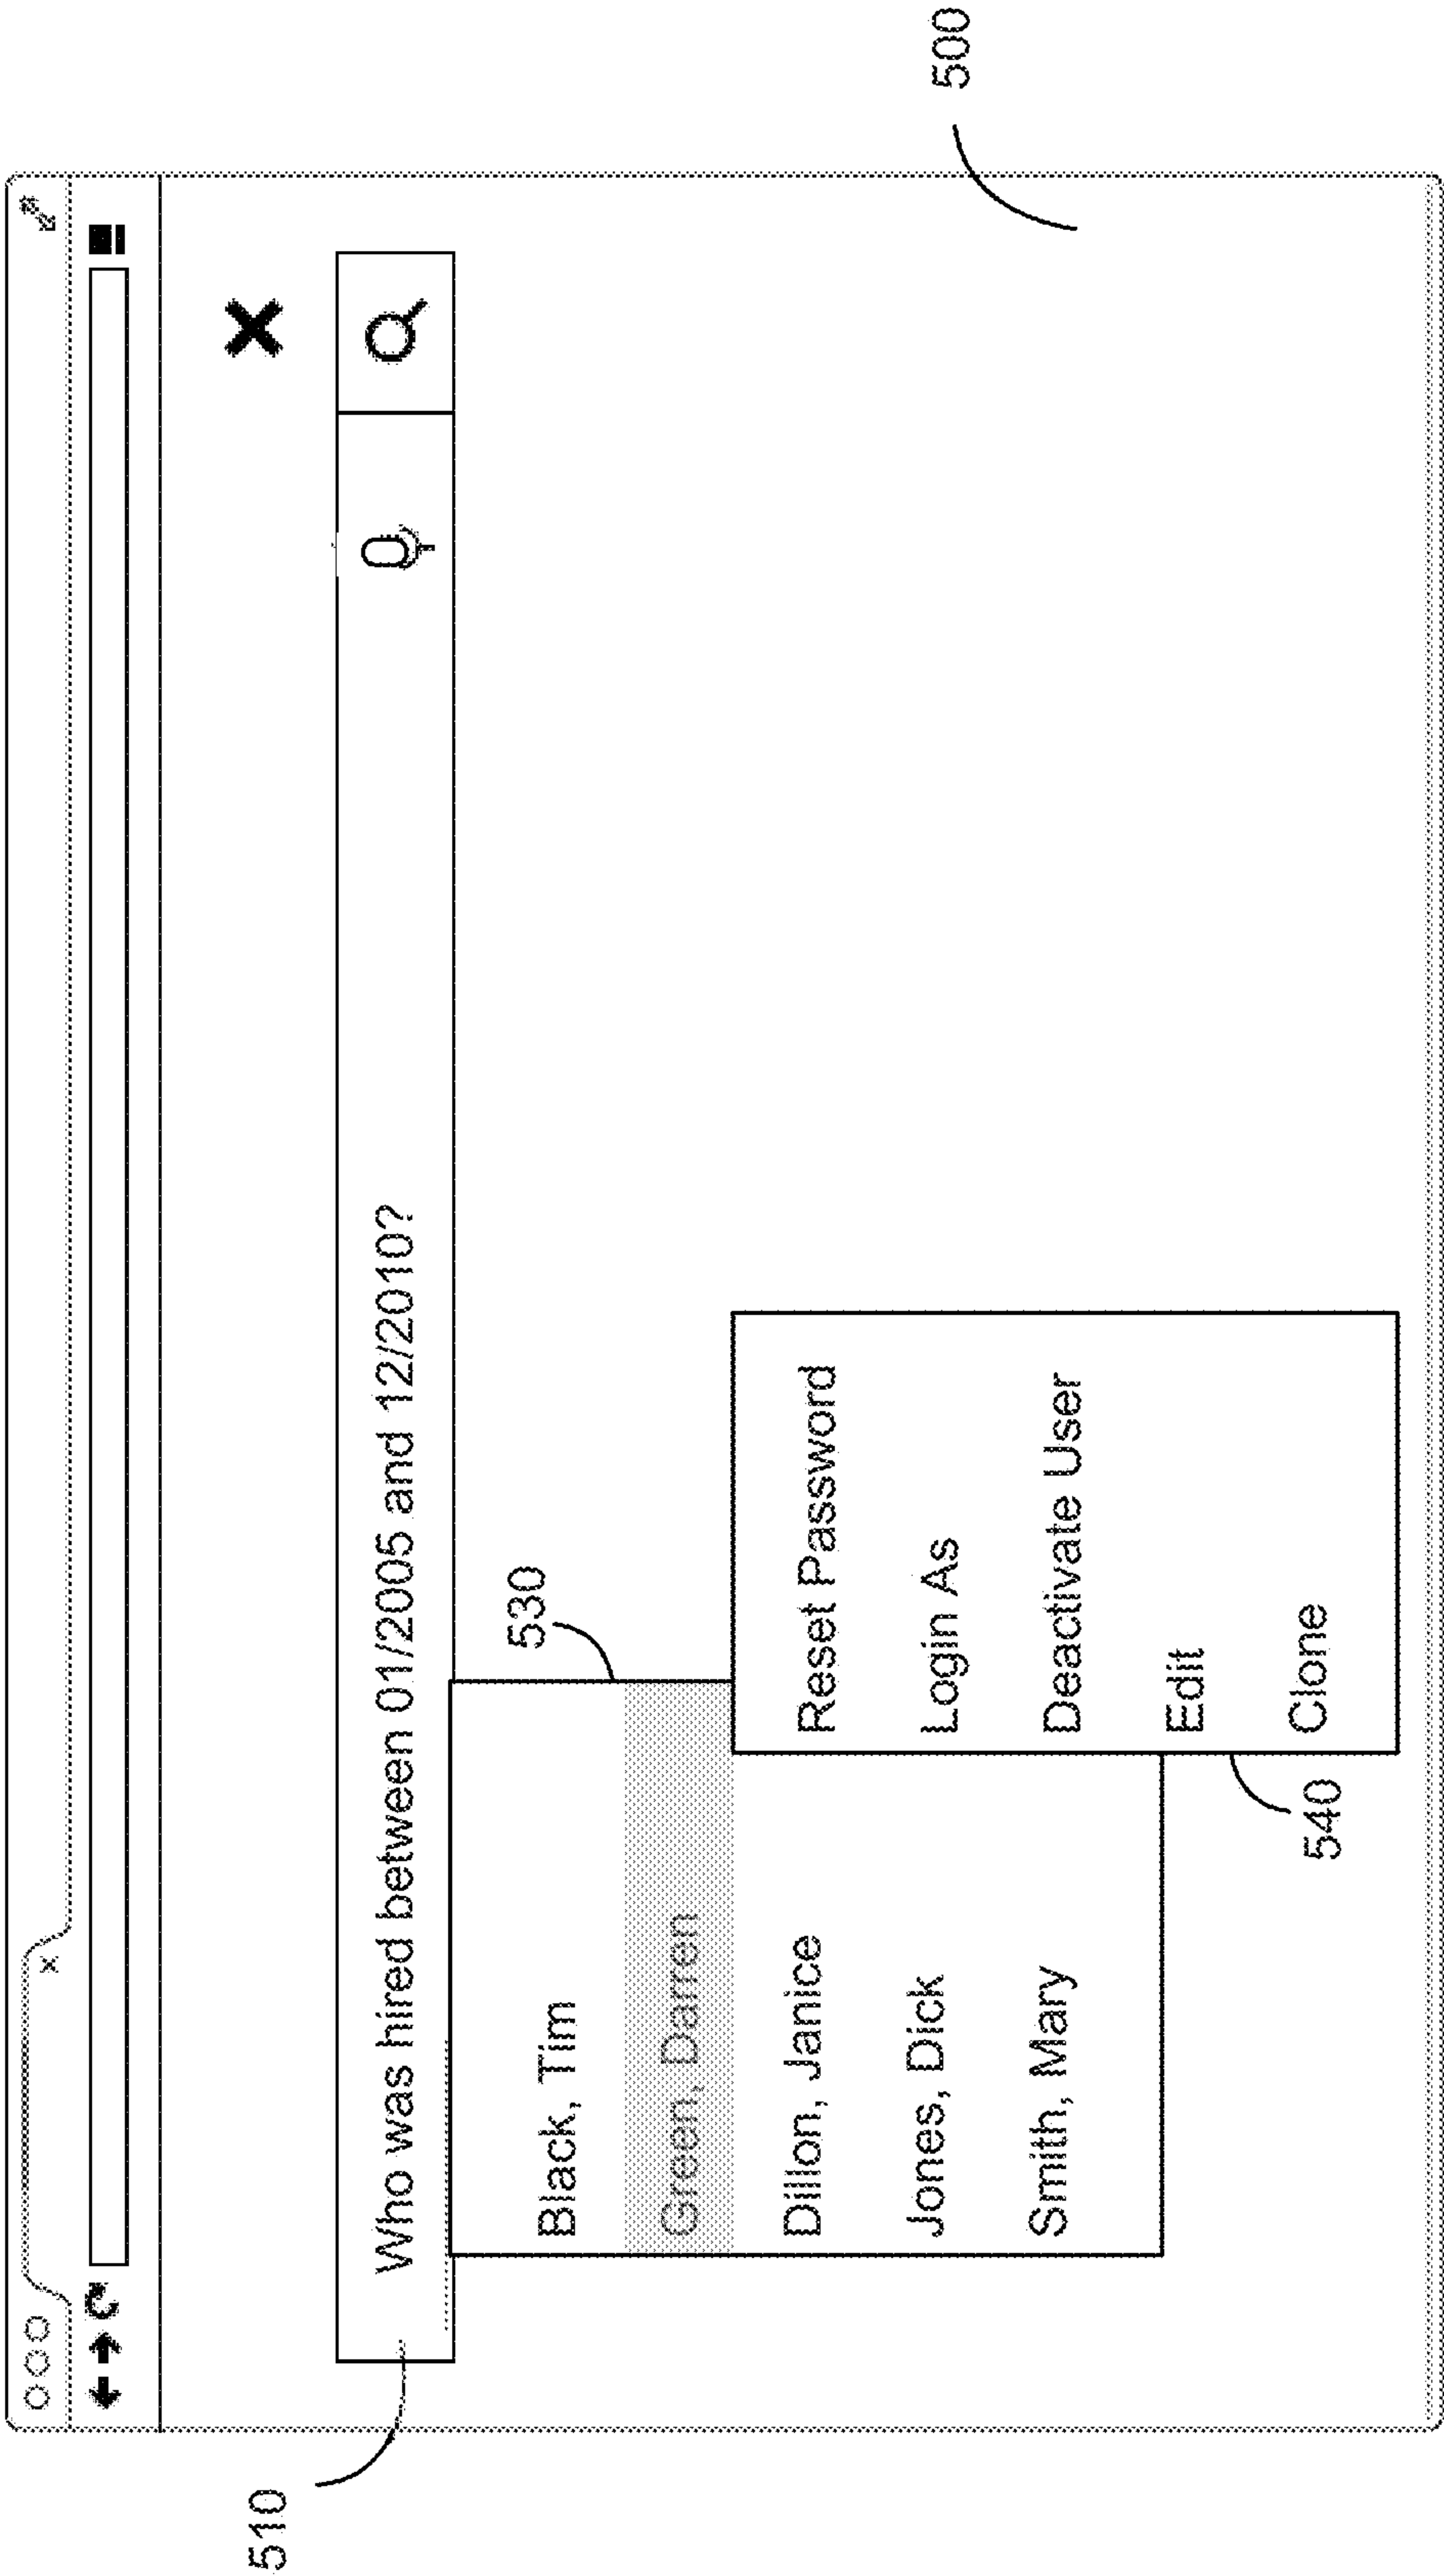 510
Who was hired between 01/2005 and 12/2010?
530
Black, Tim
Green, Darren
Dillon, Janice
Jones, Dick
Smith, Mary
Reset Password
Login As
Deactivate User
Edit
Clone
540
500